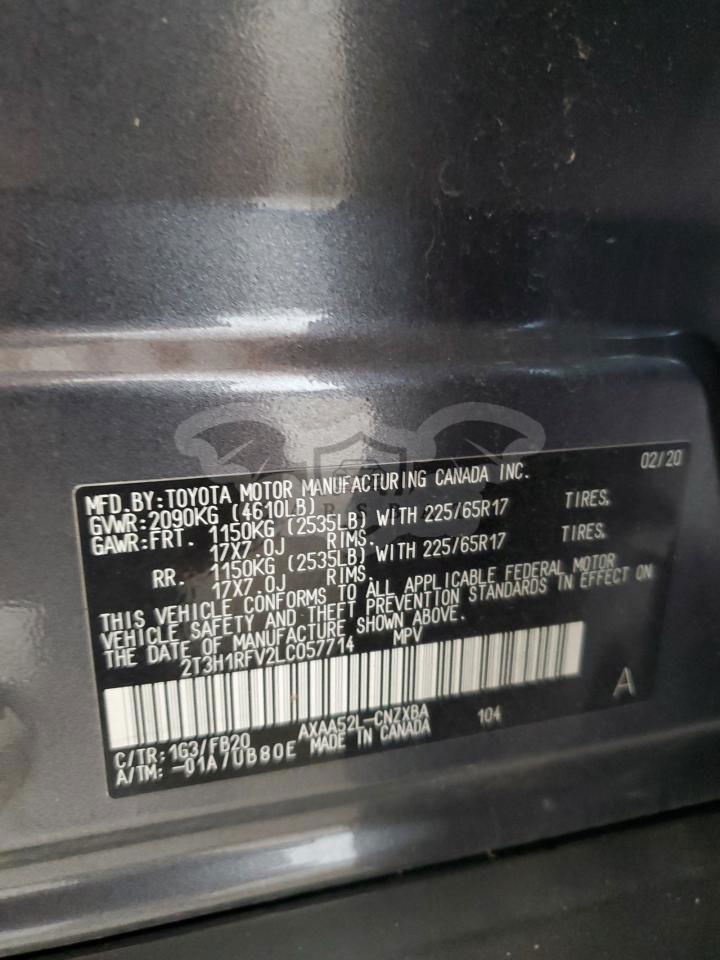 02/20
MFD.BY:TOYOTA MOTOR MANUFACTURING CANADA INC.
GVWR:2090KG (4610LB)
GAWR:FRT. 1150KG (2535LB) WITH 225/65R17 TIRES,
17X7.0J RIMS.
RR. 1150KG (2535LB) WITH 225/65R17 TIRES,
17X7.0J RIMS.
THIS VEHICLE CONFORMS TO ALL APPLICABLE FEDERAL MOTOR
VEHICLE SAFETY AND THEFT PREVENTION STANDARDS IN EFFECT ON
THE DATE OF MANUFACTURE SHOWN ABOVE.
2T3H1RFV2LC057714 MPV
A
C/TR:1G3/FB20 AXAA52L-CNZXBA 104
A/TM:-01A/UB80E MADE IN CANADA
RSD